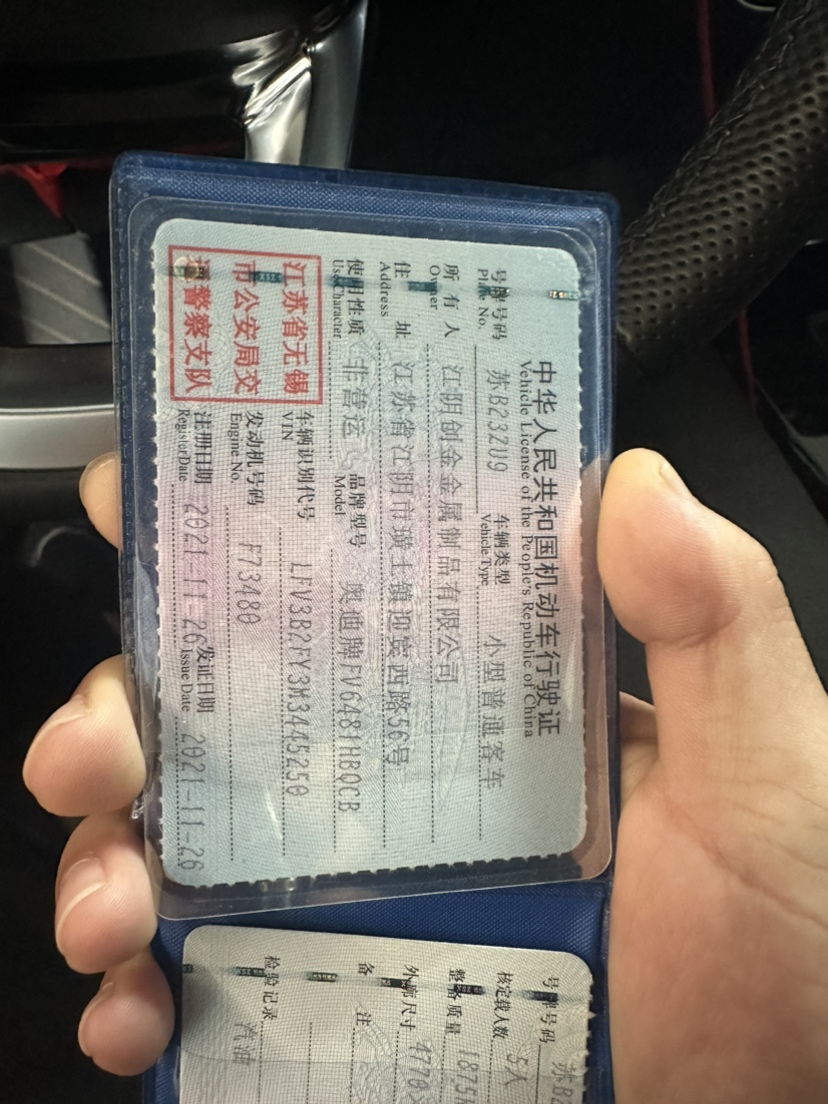 中华人民共和国机动车行驶证
Vehicle License of the People's Republic of China
号牌号码 苏B232U9 车辆类型 小型普通客车
Plate No. Vehicle Type
所有人 江阴创金金属制品有限公司
Owner
住址 江苏省江阴市璜土镇迎宾西路56号
Address
使用性质 非营运 品牌型号 奥迪牌FV6481HBQCB
Use Character Model
江苏省无锡
市公安局交
警察支队
车辆识别代号 LFV3B2FY3M3445250
VIN
发动机号码 F73480
Engine No.
注册日期 2021-11-26 发证日期 2021-11-26
Register Date Issue Date
号牌号码 苏B2
核定载人数 5人
整备质量 1875
外廓尺寸 4770
备注
检验记录 汽油